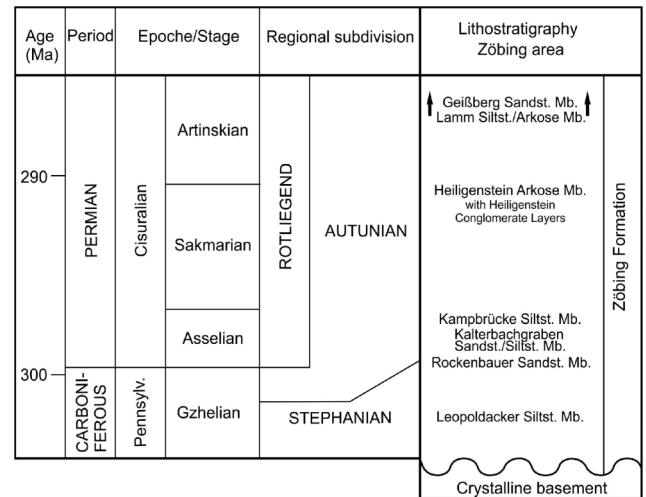 Age
(Ma)
Period
Epoche/Stage
Regional subdivision
Lithostratigraphy
Zöbing area
290
300
PERMIAN
CARBONI-
FEROUS
Cisuralian
Pennsylv.
Artinskian
Sakmarian
Asselian
Gzhelian
ROTLIEGEND
AUTUNIAN
STEPHANIAN
Geißberg Sandst. Mb.
Lamm Siltst./Arkose Mb.
Heiligenstein Arkose Mb.
with Heiligenstein
Conglomerate Layers
Kampbrücke Siltst. Mb.
Kalterbachgraben
Sandst./Siltst. Mb.
Rockenbauer Sandst. Mb.
Leopoldacker Siltst. Mb.
Zöbing Formation
Crystalline basement